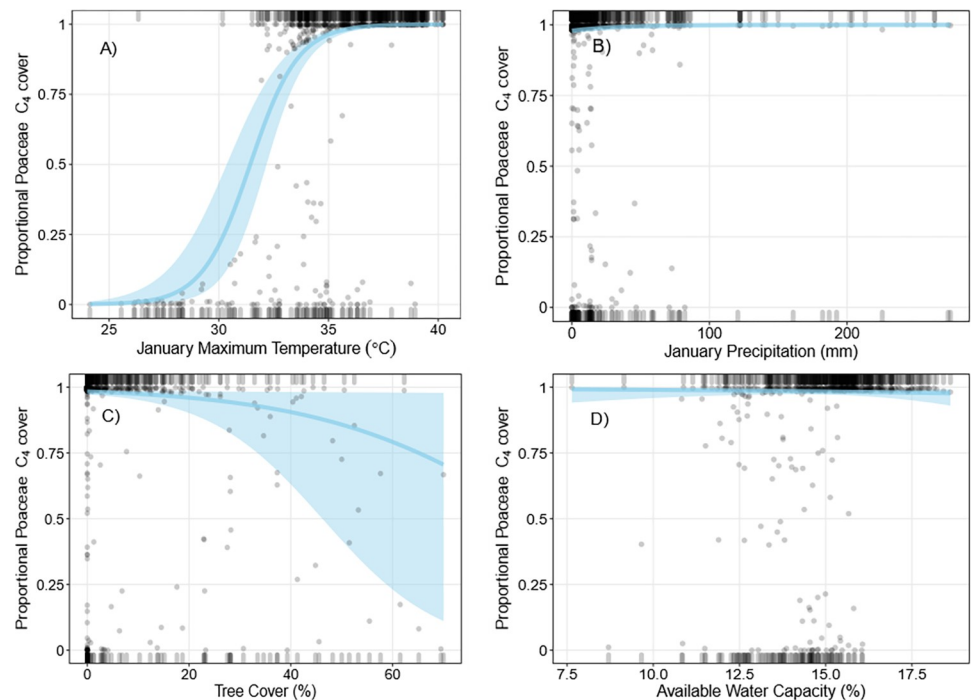 A)
Proportional Poaceae C₄ cover
1
0.75
0.5
0.25
0
25 30 35 40
January Maximum Temperature (°C)
B)
Proportional Poaceae C₄ cover
1
0.75
0.5
0.25
0
0 100 200
January Precipitation (mm)
C)
Proportional Poaceae C₄ cover
1
0.75
0.5
0.25
0
0 20 40 60
Tree Cover (%)
D)
Proportional Poaceae C₄ cover
1
0.75
0.5
0.25
0
7.5 10.0 12.5 15.0 17.5
Available Water Capacity (%)